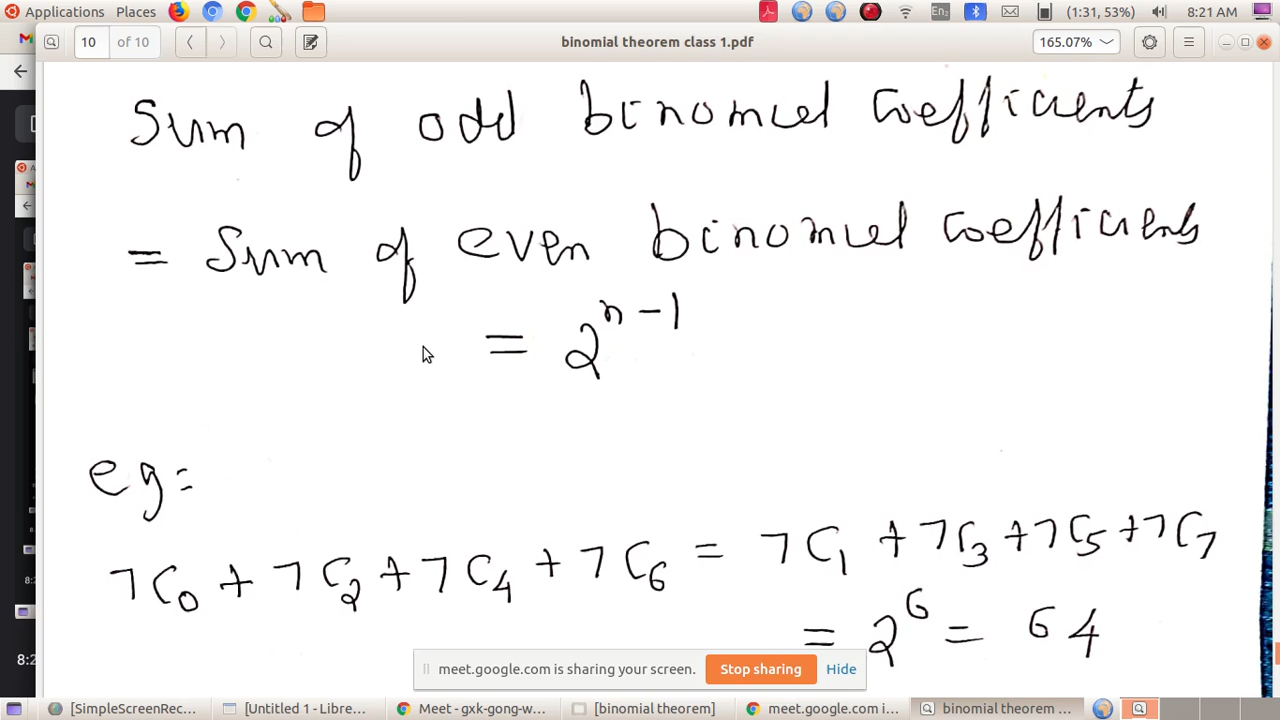 Applications Places En₂ (1:31, 53%) 8:21 AM
10 of 10 binomial theorem class 1.pdf 165.07%
Sum of odd binomial coefficients
= Sum of even binomial coefficients
= 2^{n-1}
eg:
7C₀ + 7C₂ + 7C₄ + 7C₆ = 7C₁ + 7C₃ + 7C₅ + 7C₇
= 2⁶ = 64
meet.google.com is sharing your screen. Stop sharing Hide
[SimpleScreenRec... [Untitled 1 - Libre... Meet - gxk-gong-w... [binomial theorem] meet.google.com i... binomial theorem ...